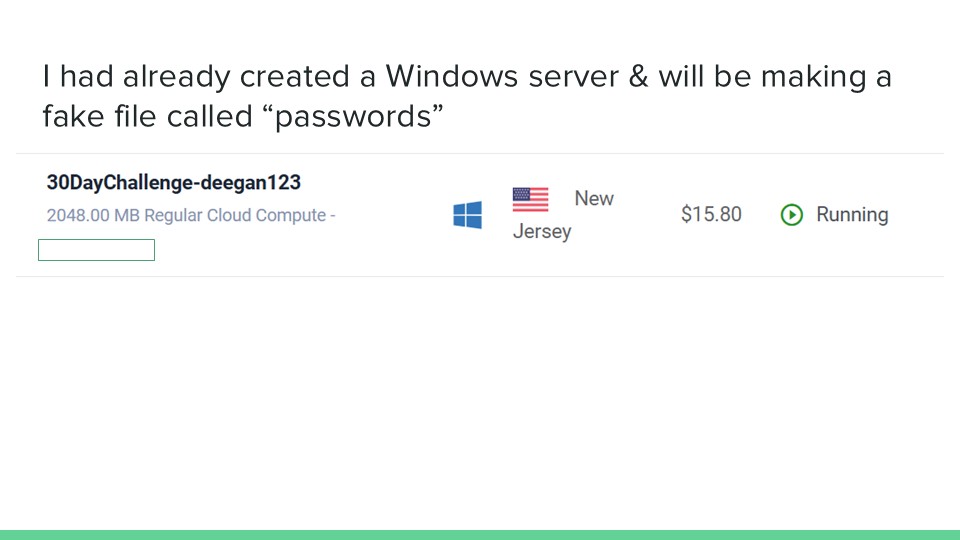 I had already created a Windows server & will be making a
fake file called “passwords”
30DayChallenge-deegan123
2048.00 MB Regular Cloud Compute -
New
Jersey
$15.80
Running